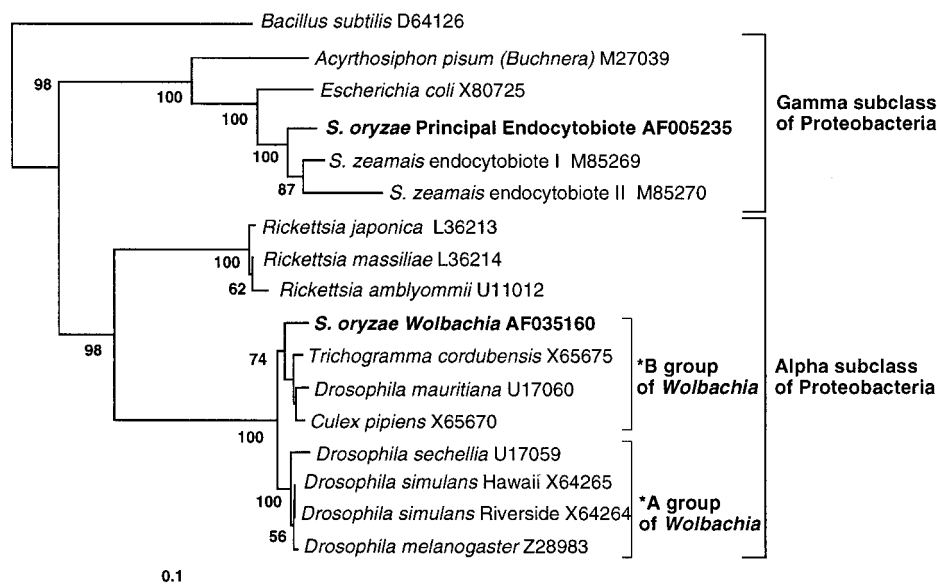 Bacillus subtilis D64126
Acyrthosiphon pisum (Buchnera) M27039
98
100
Escherichia coli X80725
Gamma subclass
of Proteobacteria
100
S. oryzae Principal Endocytobiote AF005235
100
S. zeamais endocytobiote I M85269
87
S. zeamais endocytobiote II M85270
Rickettsia japonica L36213
100
Rickettsia massiliae L36214
62
Rickettsia amblyommii U11012
S. oryzae Wolbachia AF035160
98
74
Trichogramma cordubensis X65675
*B group
of Wolbachia
Alpha subclass
of Proteobacteria
Drosophila mauritiana U17060
Culex pipiens X65670
100
Drosophila sechellia U17059
Drosophila simulans Hawaii X64265
100
*A group
of Wolbachia
Drosophila simulans Riverside X64264
56
Drosophila melanogaster Z28983
0.1